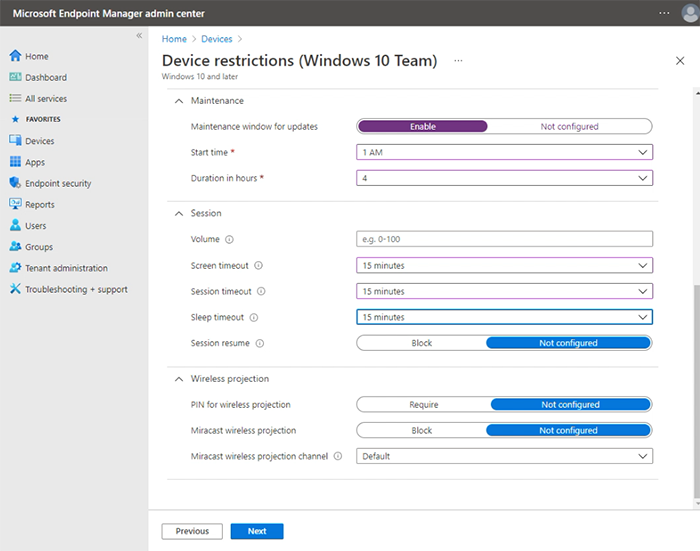 Microsoft Endpoint Manager admin center ...
«
Home
Dashboard
All services
FAVORITES
Devices
Apps
Endpoint security
Reports
Users
Groups
Tenant administration
Troubleshooting + support
Home > Devices >
Device restrictions (Windows 10 Team) ...
Windows 10 and later
Maintenance
Maintenance window for updates Enable Not configured
Start time * 1 AM
Duration in hours * 4
Session
Volume e.g. 0-100
Screen timeout 15 minutes
Session timeout 15 minutes
Sleep timeout 15 minutes
Session resume Block Not configured
Wireless projection
PIN for wireless projection Require Not configured
Miracast wireless projection Block Not configured
Miracast wireless projection channel Default
Previous Next